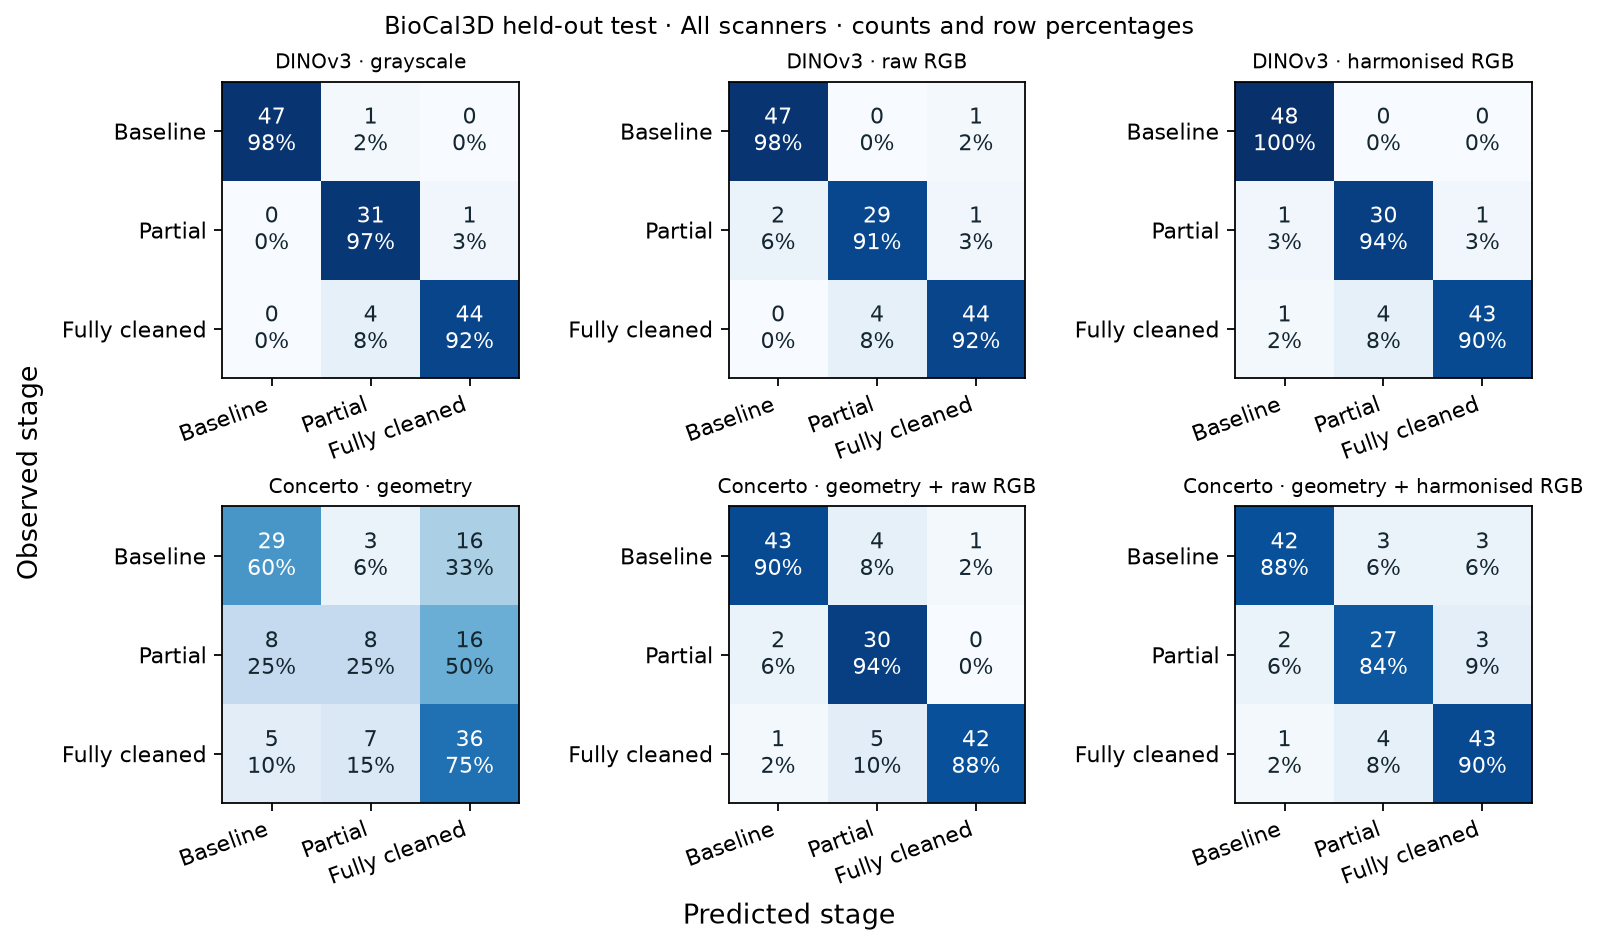 BioCal3D held-out test · All scanners · counts and row percentages
DINOv3 · grayscale
Baseline
47
98%
1
2%
0
0%
Partial
0
0%
31
97%
1
3%
Fully cleaned
0
0%
4
8%
44
92%
Baseline
Partial
Fully cleaned
DINOv3 · raw RGB
Baseline
47
98%
0
0%
1
2%
Partial
2
6%
29
91%
1
3%
Fully cleaned
0
0%
4
8%
44
92%
Baseline
Partial
Fully cleaned
DINOv3 · harmonised RGB
Baseline
48
100%
0
0%
0
0%
Partial
1
3%
30
94%
1
3%
Fully cleaned
1
2%
4
8%
43
90%
Baseline
Partial
Fully cleaned
Observed stage
Concerto · geometry
Baseline
29
60%
3
6%
16
33%
Partial
8
25%
8
25%
16
50%
Fully cleaned
5
10%
7
15%
36
75%
Baseline
Partial
Fully cleaned
Concerto · geometry + raw RGB
Baseline
43
90%
4
8%
1
2%
Partial
2
6%
30
94%
0
0%
Fully cleaned
1
2%
5
10%
42
88%
Baseline
Partial
Fully cleaned
Concerto · geometry + harmonised RGB
Baseline
42
88%
3
6%
3
6%
Partial
2
6%
27
84%
3
9%
Fully cleaned
1
2%
4
8%
43
90%
Baseline
Partial
Fully cleaned
Predicted stage